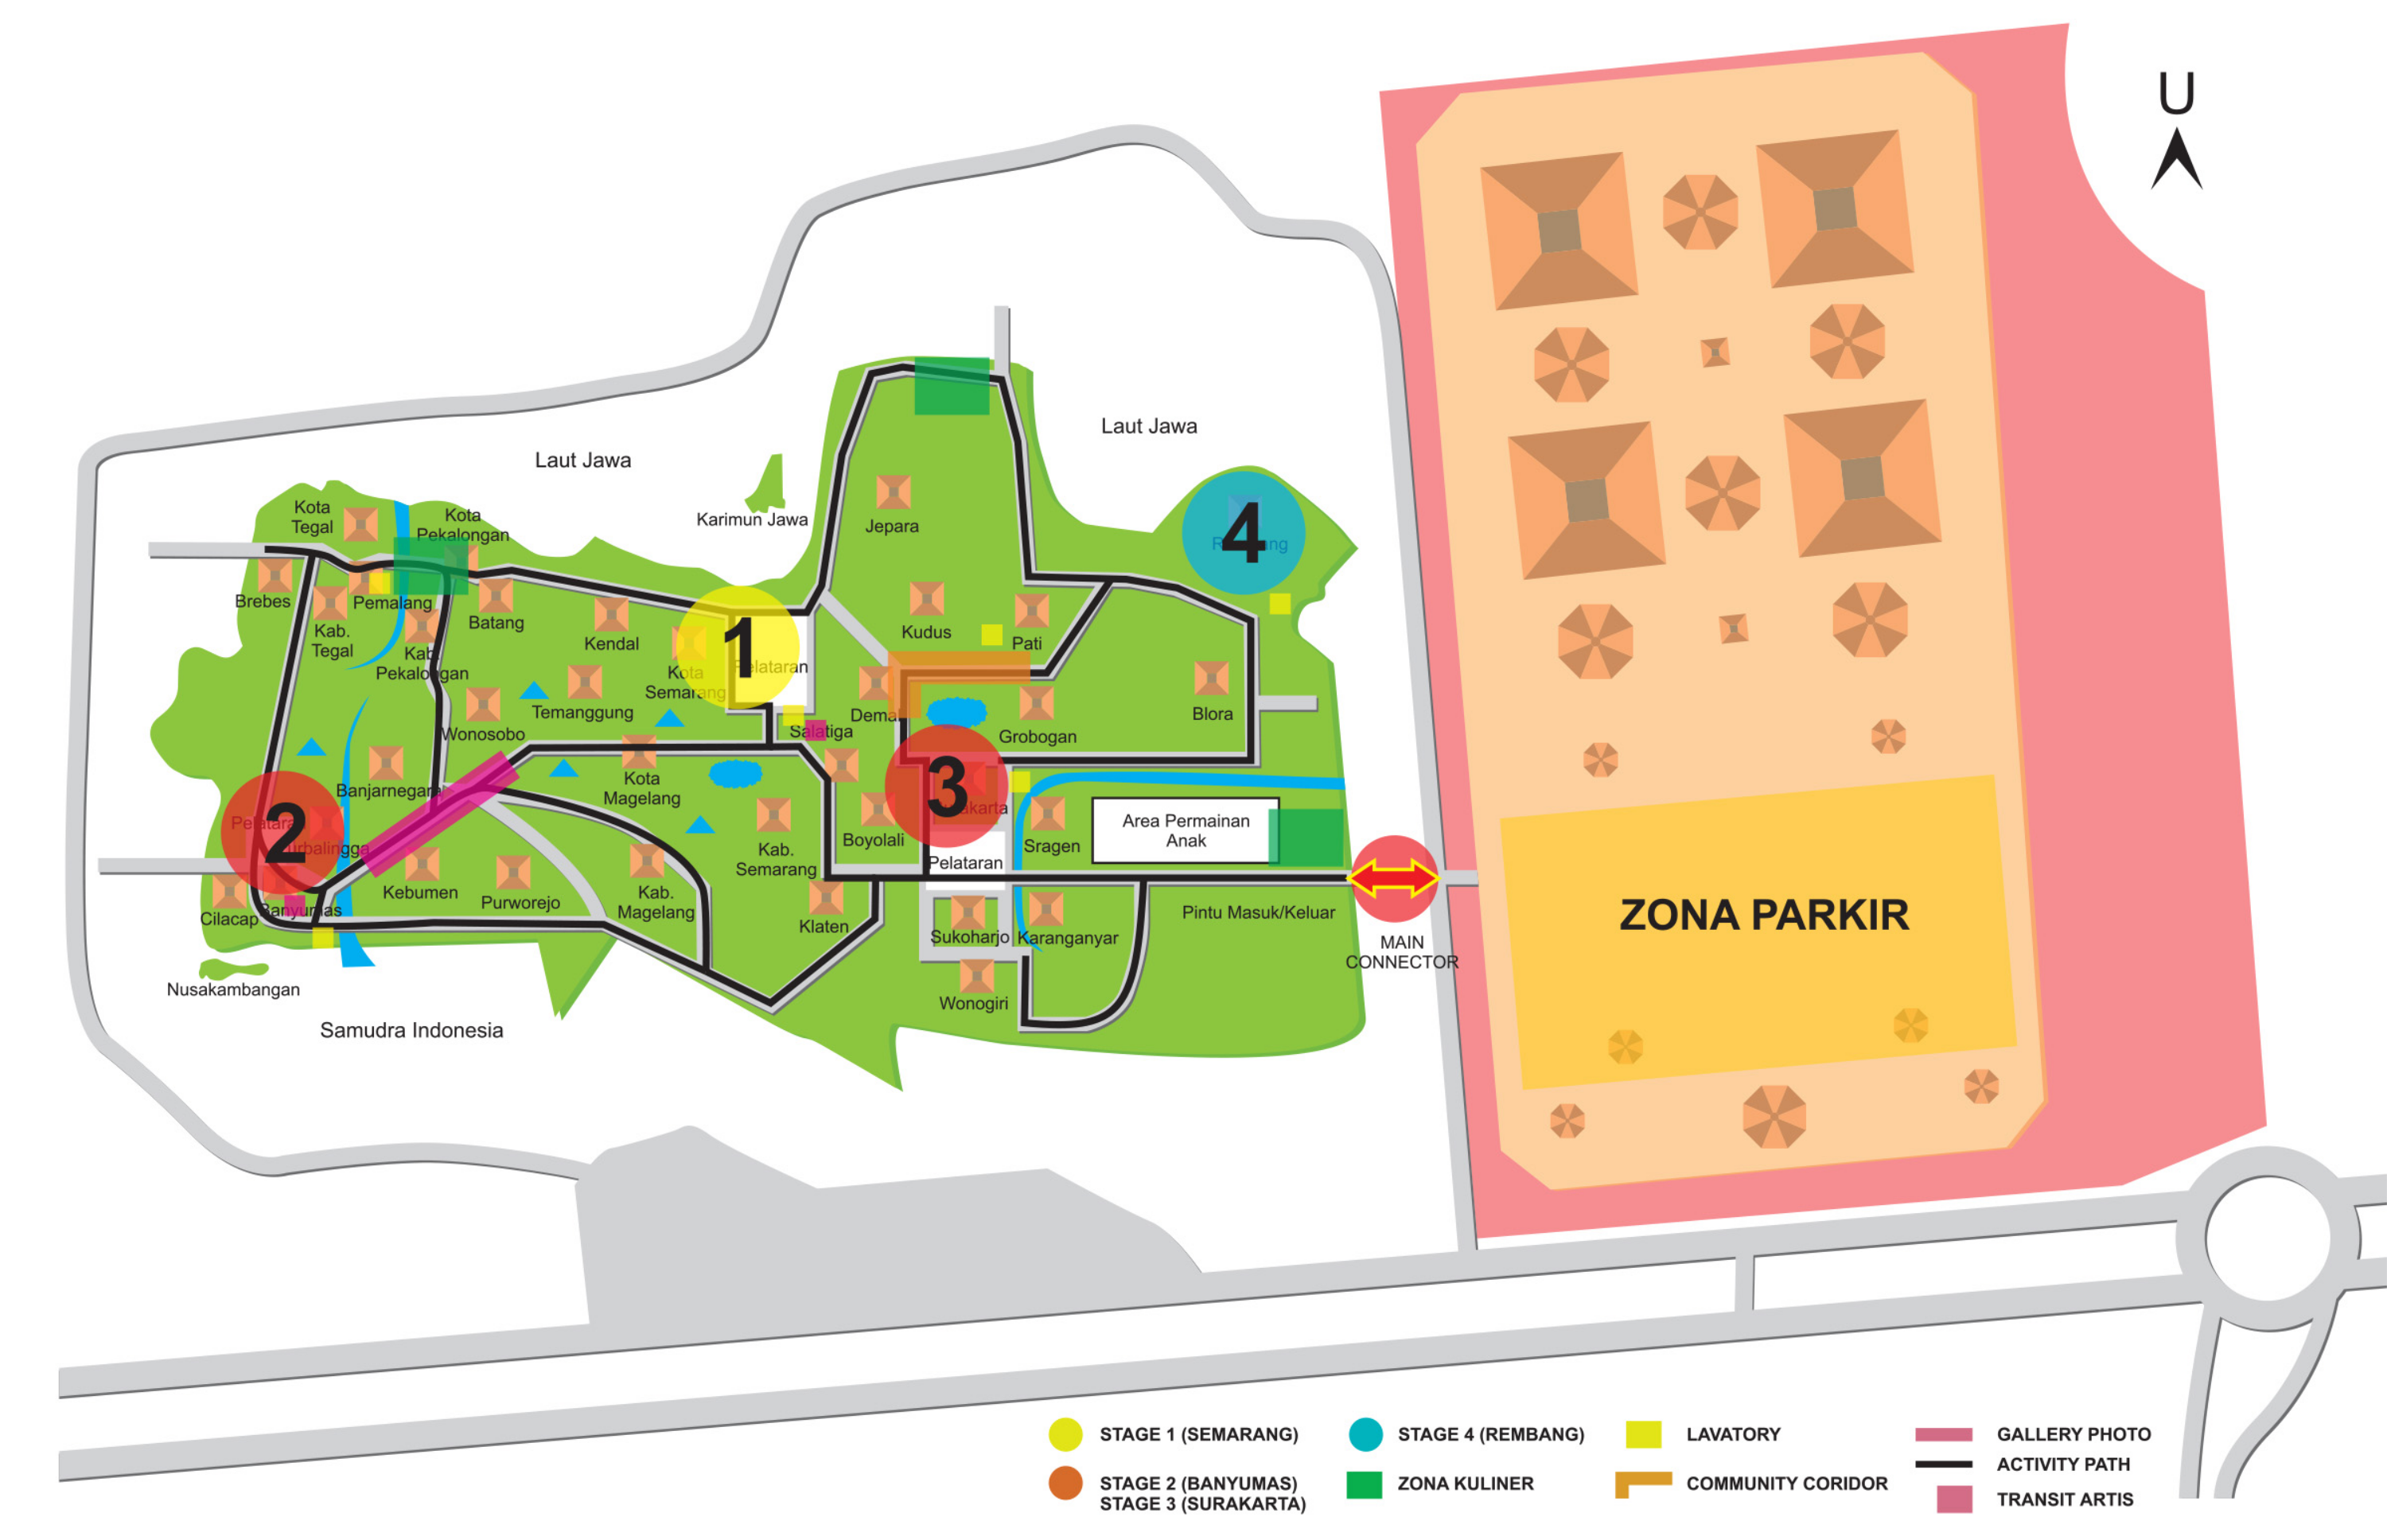 U
Laut Jawa
Laut Jawa
Karimun Jawa
Kota
Tegal
Kota
Pekalongan
Jepara
4
Brebes
Pemalang
Kab.
Tegal
Batang
Kab.
Pekalongan
Kendal
Kudus
Pati
1
Pelataran
Kota
Semarang
Temanggung
Wonosobo
Salatiga
Demak
Grobogan
Blora
Banjarnegara
Kota
Magelang
3
2
Pelataran
Purbalingga
Kab.
Semarang
Boyolali
Sragen
Area Permainan
Anak
Pelataran
Kebumen
Purworejo
Kab.
Magelang
Cilacap
Banyumas
Klaten
Sukoharjo
Karanganyar
Pintu Masuk/Keluar
MAIN
CONNECTOR
ZONA PARKIR
Nusakambangan
Wonogiri
Samudra Indonesia
STAGE 1 (SEMARANG)
STAGE 2 (BANYUMAS)
STAGE 3 (SURAKARTA)
STAGE 4 (REMBANG)
ZONA KULINER
LAVATORY
COMMUNITY CORIDOR
GALLERY PHOTO
ACTIVITY PATH
TRANSIT ARTIS